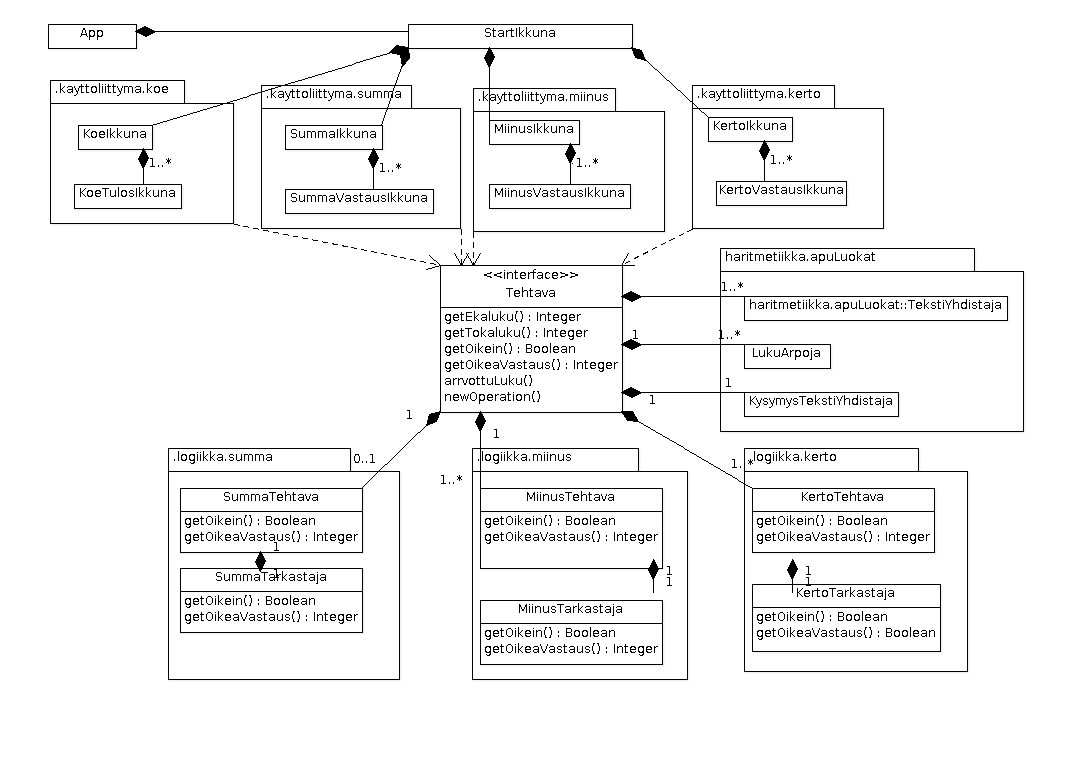 App
StartIkkuna
.kayttoliittyma.koe
KoeIkkuna
1..*
KoeTulosIkkuna
.kayttoliittyma.summa
SummaIkkuna
1..*
SummaVastausIkkuna
.kayttoliittyma.miinus
MiinusIkkuna
1..*
MiinusVastausIkkuna
.kayttoliittyma.kerto
KertoIkkuna
1..*
KertoVastausIkkuna
<<interface>>
Tehtava
getEkaluku() : Integer
getTokaluku() : Integer
getOikein() : Boolean
getOikeaVastaus() : Integer
arrvottuLuku()
newOperation()
haritmetiikka.apuLuokat
1..*
haritmetiikka.apuLuokat::TekstiYhdistaja
1
1..*
LukuArpoja
1
1
KysymysTekstiYhdistaja
1
0..1
1
1..*
1..*
.logiikka.summa
SummaTehtava
getOikein() : Boolean
getOikeaVastaus() : Integer
1
1
SummaTarkastaja
getOikein() : Boolean
getOikeaVastaus() : Integer
.logiikka.miinus
MiinusTehtava
getOikein() : Boolean
getOikeaVastaus() : Integer
1
1
MiinusTarkastaja
getOikein() : Boolean
getOikeaVastaus() : Integer
.logiikka.kerto
KertoTehtava
getOikein() : Boolean
getOikeaVastaus() : Integer
1
1
KertoTarkastaja
getOikein() : Boolean
getOikeaVastaus() : Boolean